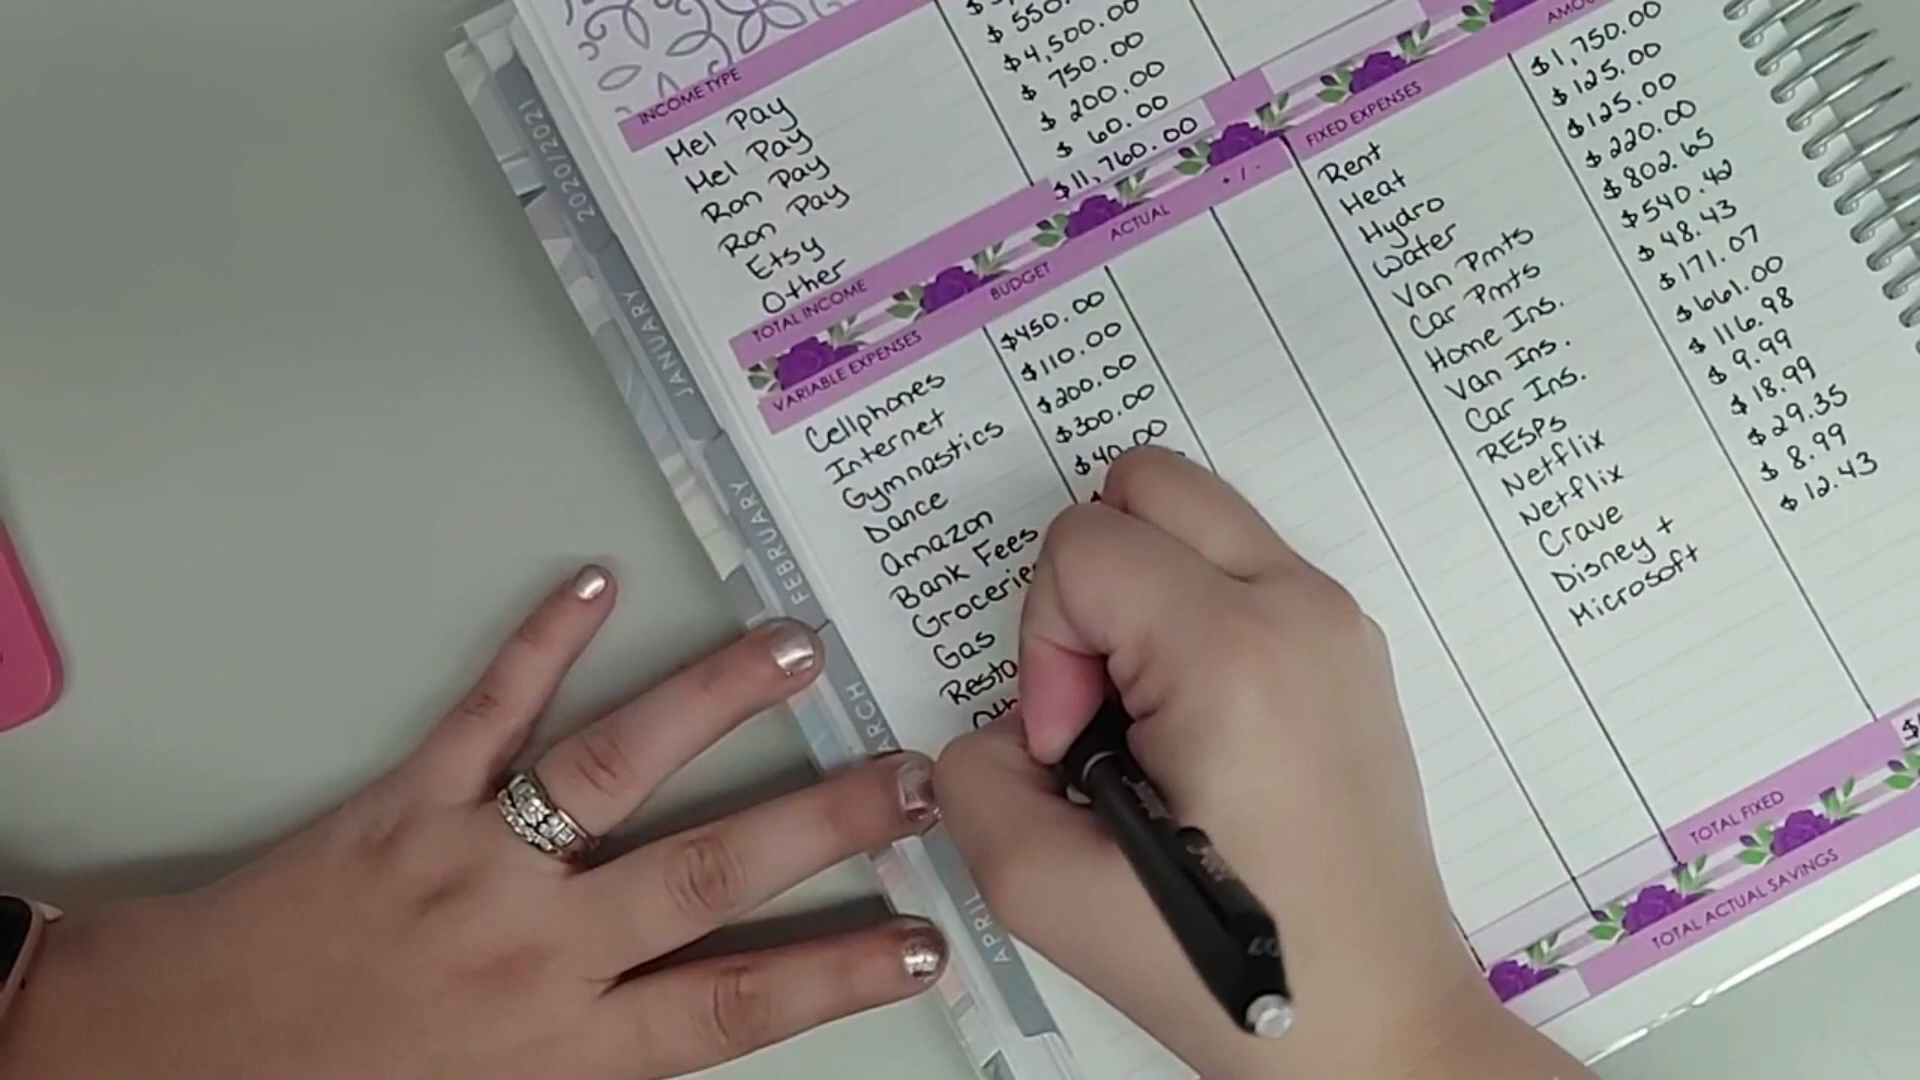 2020/2021
JANUARY
FEBRUARY
APRIL
INCOME TYPE
Mel Pay
Mel Pay $4,500.00
Ron Pay $750.00
Ron Pay $200.00
Etsy $60.00
Other $11,760.00
TOTAL INCOME
VARIABLE EXPENSES BUDGET ACTUAL + / -
Cellphones $450.00
Internet $110.00
Gymnastics $200.00
Dance $300.00
Amazon $40.00
Bank Fees
Gas
FIXED EXPENSES
Rent $1,750.00
Heat $125.00
Hydro $125.00
Water $220.00
Van Pmts $802.65
Car Pmts $540.42
Home Ins. $48.43
Van Ins. $171.07
Car Ins. $661.00
RESPs $116.98
Netflix $9.99
Netflix $18.99
Crave $29.35
Disney + $8.99
Microsoft $12.43
TOTAL FIXED
TOTAL ACTUAL SAVINGS
07